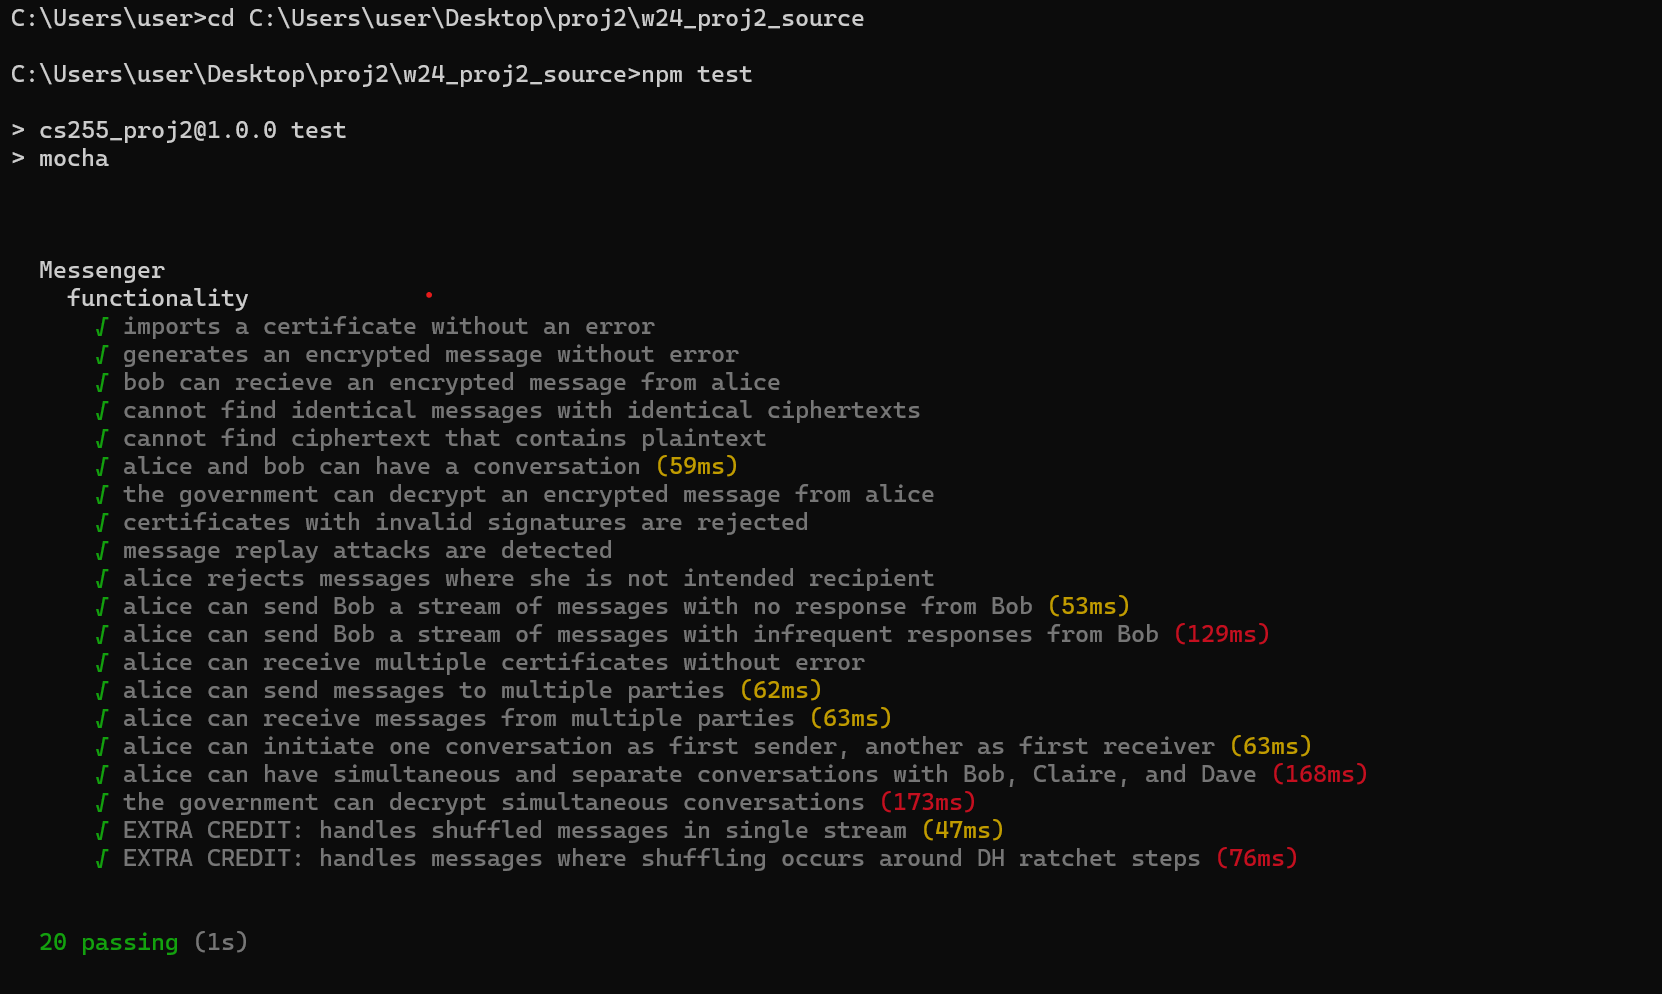 C:\Users\user>cd C:\Users\user\Desktop\proj2\w24_proj2_source
C:\Users\user\Desktop\proj2\w24_proj2_source>npm test
> cs255_proj2@1.0.0 test
> mocha
Messenger
functionality
√ imports a certificate without an error
√ generates an encrypted message without error
√ bob can recieve an encrypted message from alice
√ cannot find identical messages with identical ciphertexts
√ cannot find ciphertext that contains plaintext
√ alice and bob can have a conversation (59ms)
√ the government can decrypt an encrypted message from alice
√ certificates with invalid signatures are rejected
√ message replay attacks are detected
√ alice rejects messages where she is not intended recipient
√ alice can send Bob a stream of messages with no response from Bob (53ms)
√ alice can send Bob a stream of messages with infrequent responses from Bob (129ms)
√ alice can receive multiple certificates without error
√ alice can send messages to multiple parties (62ms)
√ alice can receive messages from multiple parties (63ms)
√ alice can initiate one conversation as first sender, another as first receiver (63ms)
√ alice can have simultaneous and separate conversations with Bob, Claire, and Dave (168ms)
√ the government can decrypt simultaneous conversations (173ms)
√ EXTRA CREDIT: handles shuffled messages in single stream (47ms)
√ EXTRA CREDIT: handles messages where shuffling occurs around DH ratchet steps (76ms)
20 passing (1s)